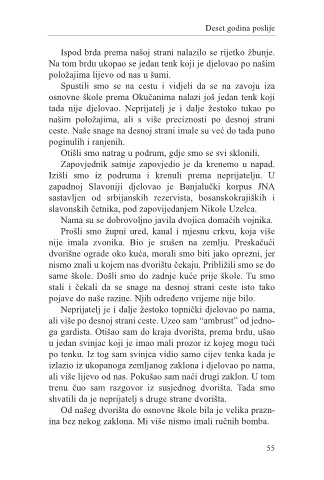 Deset godina poslije
Ispod brda prema našoj strani nalazilo se rijetko žbunje.
Na tom brdu ukopao se jedan tenk koji je djelovao po našim
položajima lijevo od nas u šumi.
Spustili smo se na cestu i vidjeli da se na zavoju iza
osnovne škole prema Okučanima nalazi još jedan tenk koji
tada nije djelovao. Neprijatelj je i dalje žestoko tukao po
našim položajima, ali s više preciznosti po desnoj strani
ceste. Naše snage na desnoj strani imale su već do tada puno
poginulih i ranjenih.
Otišli smo natrag u podrum, gdje smo se svi sklonili.
Zapovjednik satnije zapovjedio je da krenemo u napad.
Izišli smo iz podruma i krenuli prema neprijatelju. U
zapadnoj Slavoniji djelovao je Banjalučki korpus JNA
sastavljen od srbijanskih rezervista, bosanskokrajiških i
slavonskih četnika, pod zapovijedanjem Nikole Uzelca.
Nama su se dobrovoljno javila dvojica domaćih vojnika.
Prošli smo župni ured, kanal i mjesnu crkvu, koja više
nije imala zvonika. Bio je srušen na zemlju. Preskačući
dvorišne ograde oko kuća, morali smo biti jako oprezni, jer
nismo znali u kojem nas dvorištu čekaju. Približili smo se do
same škole. Došli smo do zadnje kuće prije škole. Tu smo
stali i čekali da se snage na desnoj strani ceste isto tako
pojave do naše razine. Njih određeno vrijeme nije bilo.
Neprijatelj je i dalje žestoko topnički djelovao po nama,
ali više po desnoj strani ceste. Uzeo sam “ambrust” od jedno-
ga gardista. Otišao sam do kraja dvorišta, prema brdu, ušao
u jedan svinjac koji je imao mali prozor iz kojeg mogu tući
po tenku. Iz tog sam svinjca vidio samo cijev tenka kada je
izlazio iz ukopanoga zemljanog zaklona i djelovao po nama,
ali više lijevo od nas. Pokušao sam naći drugi zaklon. U tom
trenu čuo sam razgovor iz susjednog dvorišta. Tada smo
shvatili da je neprijatelj s druge strane dvorišta.
Od našeg dvorišta do osnovne škole bila je velika prazn-
ina bez nekog zaklona. Mi više nismo imali ručnih bomba.
55